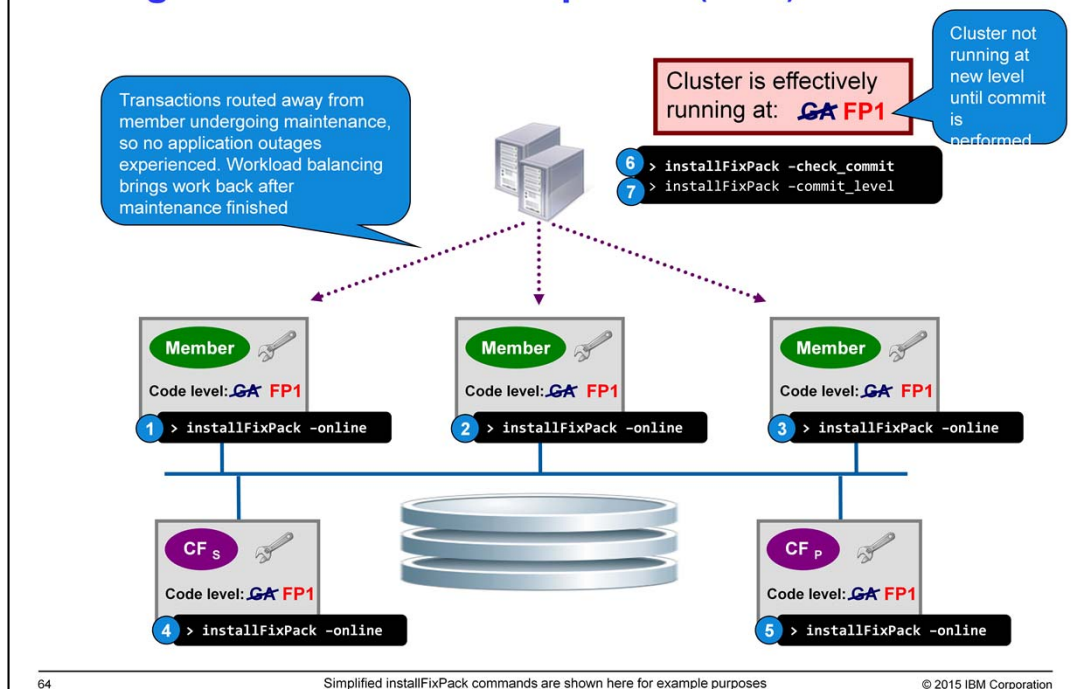 Cluster not
running at
new level
until commit
is
performed
Cluster is effectively
running at: GA FP1
Transactions routed away from
member undergoing maintenance,
so no application outages
experienced. Workload balancing
brings work back after
maintenance finished
6 > installFixPack -check_commit
7 > installFixPack -commit_level
Member
Code level: GA FP1
1 > installFixPack -online
Member
Code level: GA FP1
2 > installFixPack -online
Member
Code level: GA FP1
3 > installFixPack -online
CF S
Code level: GA FP1
4 > installFixPack -online
CF P
Code level: GA FP1
5 > installFixPack -online
64
Simplified installFixPack commands are shown here for example purposes
© 2015 IBM Corporation